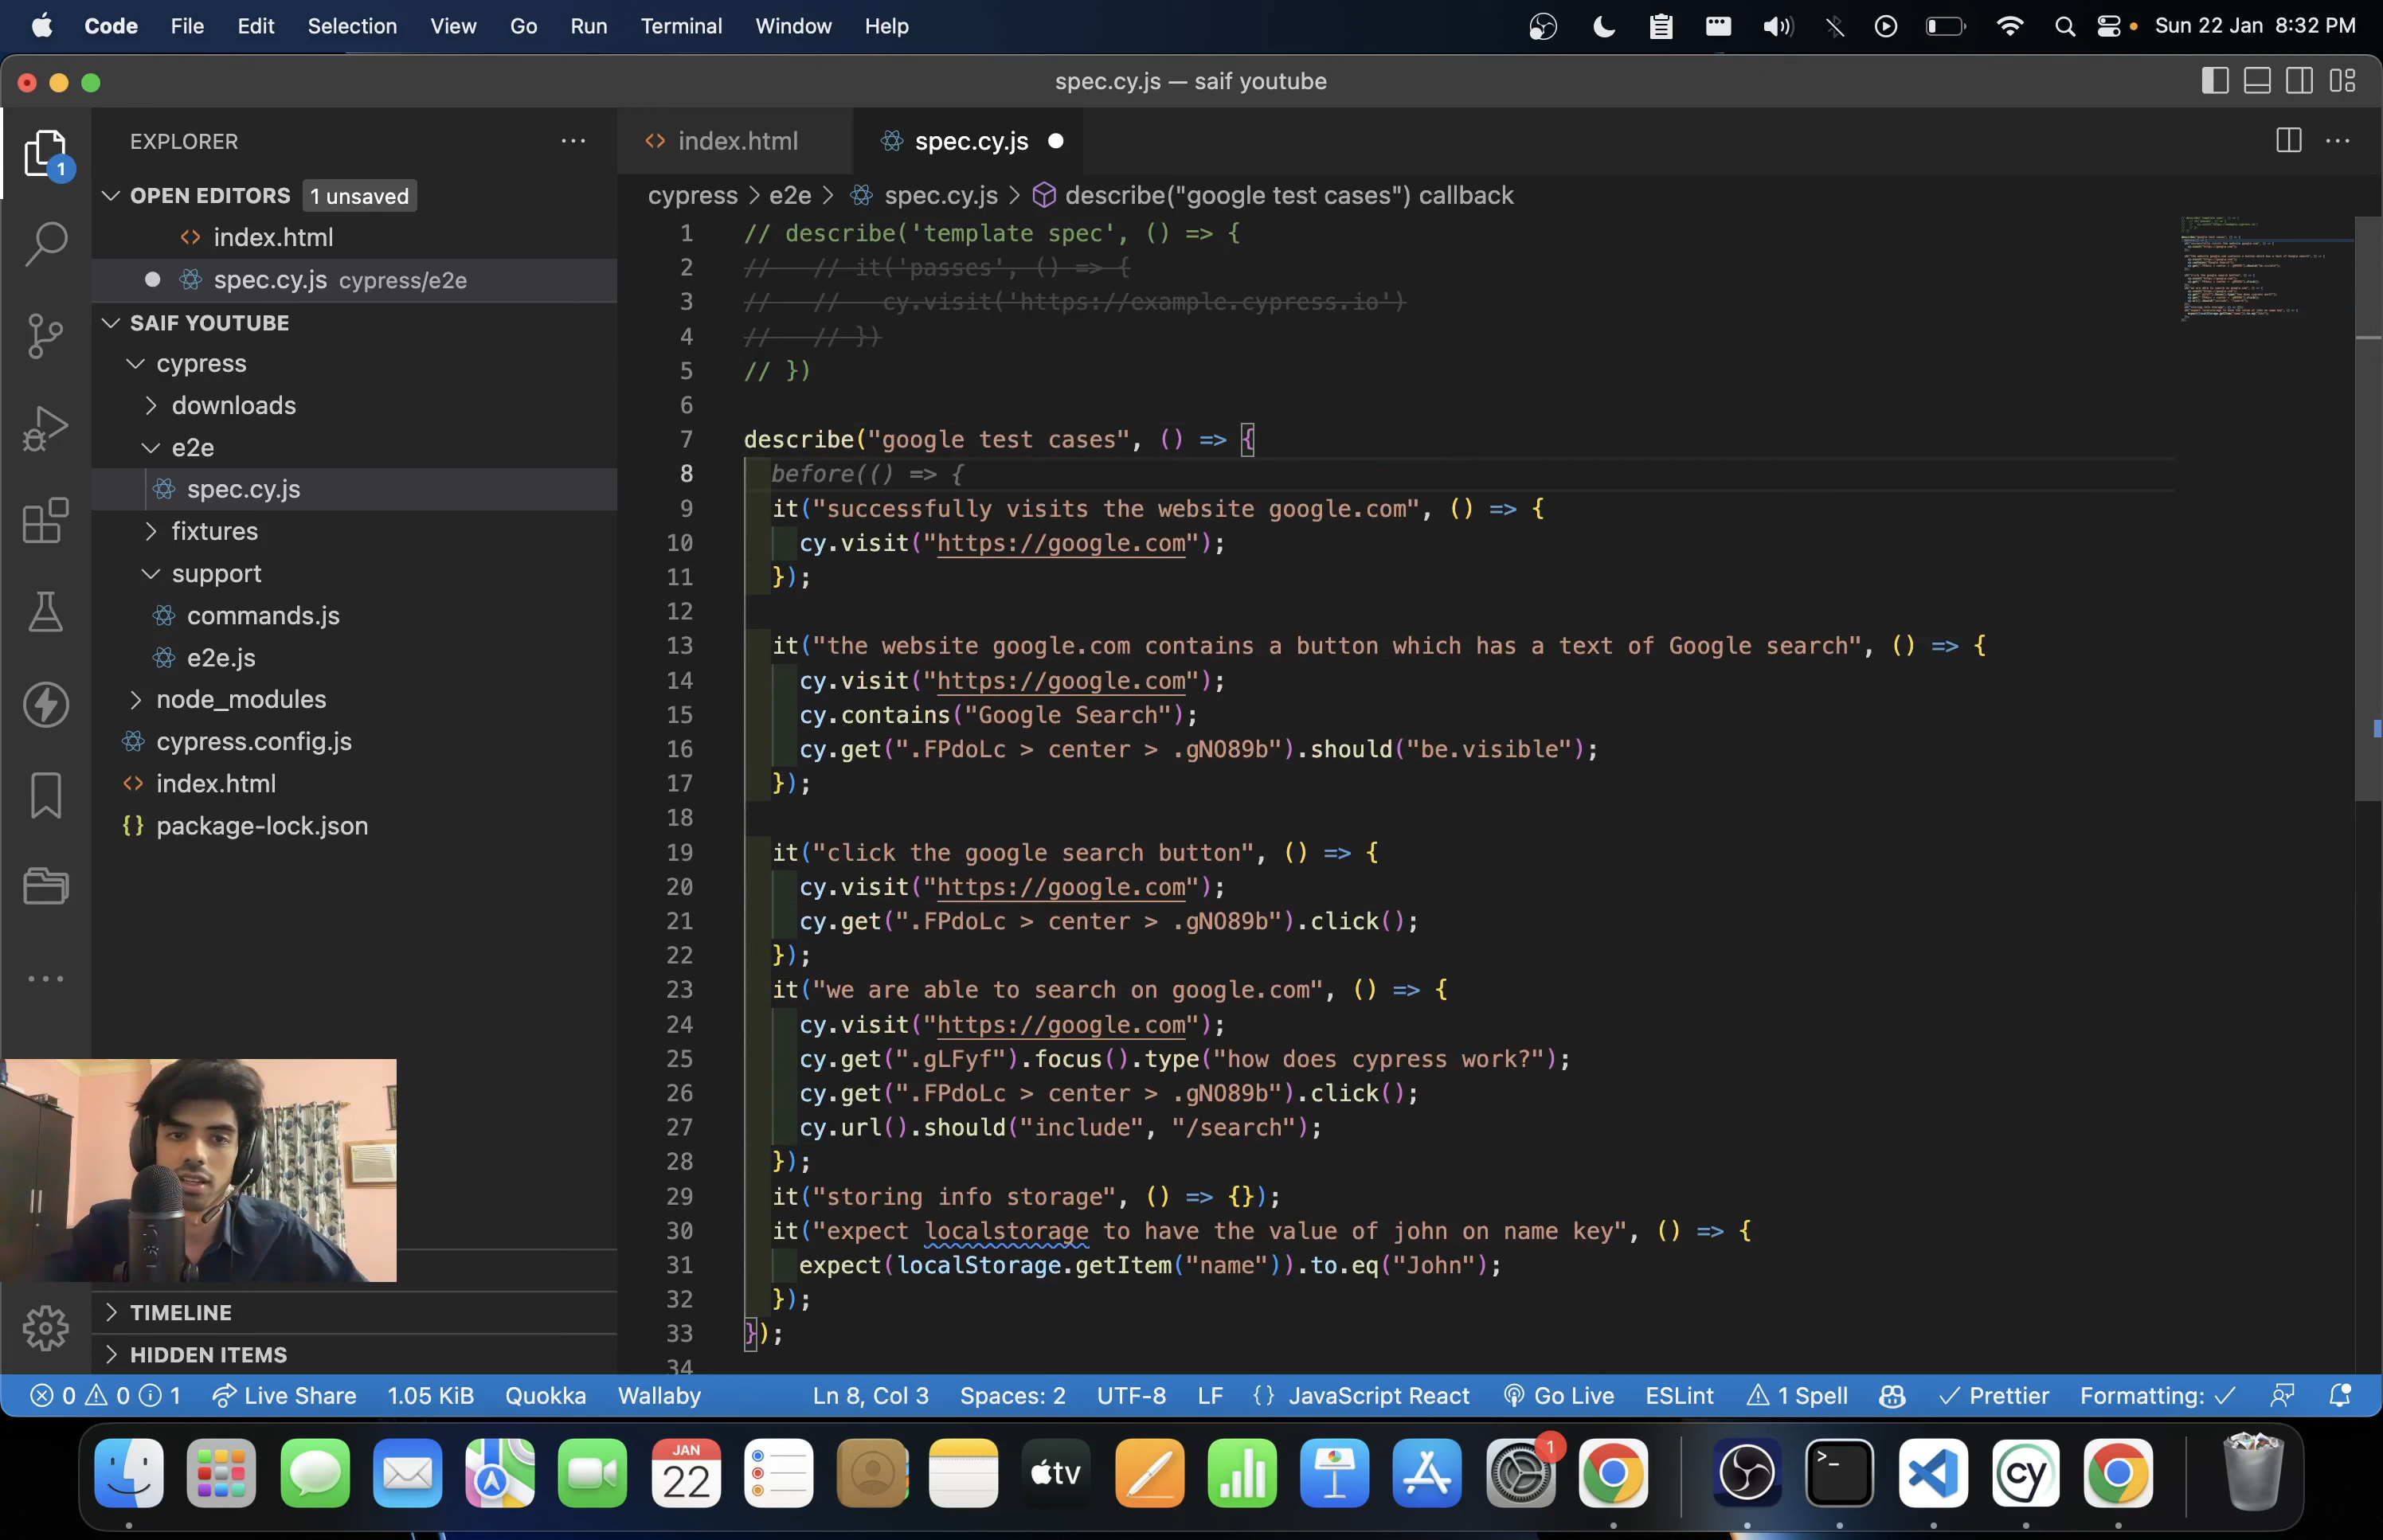 Code File Edit Selection View Go Run Terminal Window Help Sun 22 Jan 8:32 PM
spec.cy.js — saif youtube
EXPLORER
index.html
spec.cy.js
1
OPEN EDITORS 1 unsaved
cypress > e2e > spec.cy.js > describe("google test cases") callback
index.html
spec.cy.js cypress/e2e
SAIF YOUTUBE
cypress
downloads
e2e
spec.cy.js
fixtures
support
commands.js
e2e.js
node_modules
cypress.config.js
index.html
{} package-lock.json
1 // describe('template spec', () => {
2 // // it('passes', () => {
3 // // cy.visit('https://example.cypress.io')
4 // // })
5 // })
6
7 describe("google test cases", () => {
8 before(() => {
9 it("successfully visits the website google.com", () => {
10 cy.visit("https://google.com");
11 });
12
13 it("the website google.com contains a button which has a text of Google search", () => {
14 cy.visit("https://google.com");
15 cy.contains("Google Search");
16 cy.get(".FPdoLc > center > .gNO89b").should("be.visible");
17 });
18
19 it("click the google search button", () => {
20 cy.visit("https://google.com");
21 cy.get(".FPdoLc > center > .gNO89b").click();
22 });
23 it("we are able to search on google.com", () => {
24 cy.visit("https://google.com");
25 cy.get(".gLFyf").focus().type("how does cypress work?");
26 cy.get(".FPdoLc > center > .gNO89b").click();
27 cy.url().should("include", "/search");
28 });
29 it("storing info storage", () => {});
30 it("expect localstorage to have the value of john on name key", () => {
31 expect(localStorage.getItem("name")).to.eq("John");
32 });
33 });
34
TIMELINE
HIDDEN ITEMS
0 0 1 Live Share 1.05 KiB Quokka Wallaby Ln 8, Col 3 Spaces: 2 UTF-8 LF {} JavaScript React Go Live ESLint 1 Spell Prettier Formatting: ✓
JAN
22
tv
1
>_
cy